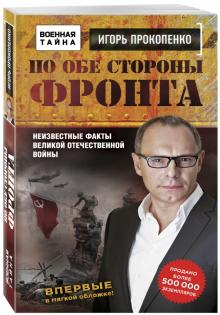 ВОЕННАЯ
ТАЙНА
ИГОРЬ ПРОКОПЕНКО
ПО ОБЕ СТОРОНЫ
ФРОНТА
НЕИЗВЕСТНЫЕ ФАКТЫ
ВЕЛИКОЙ ОТЕЧЕСТВЕННОЙ
ВОЙНЫ
ВПЕРВЫЕ
в мягкой обложке!
ПРОДАНО
БОЛЕЕ
500 000
ЭКЗЕМПЛЯРОВ